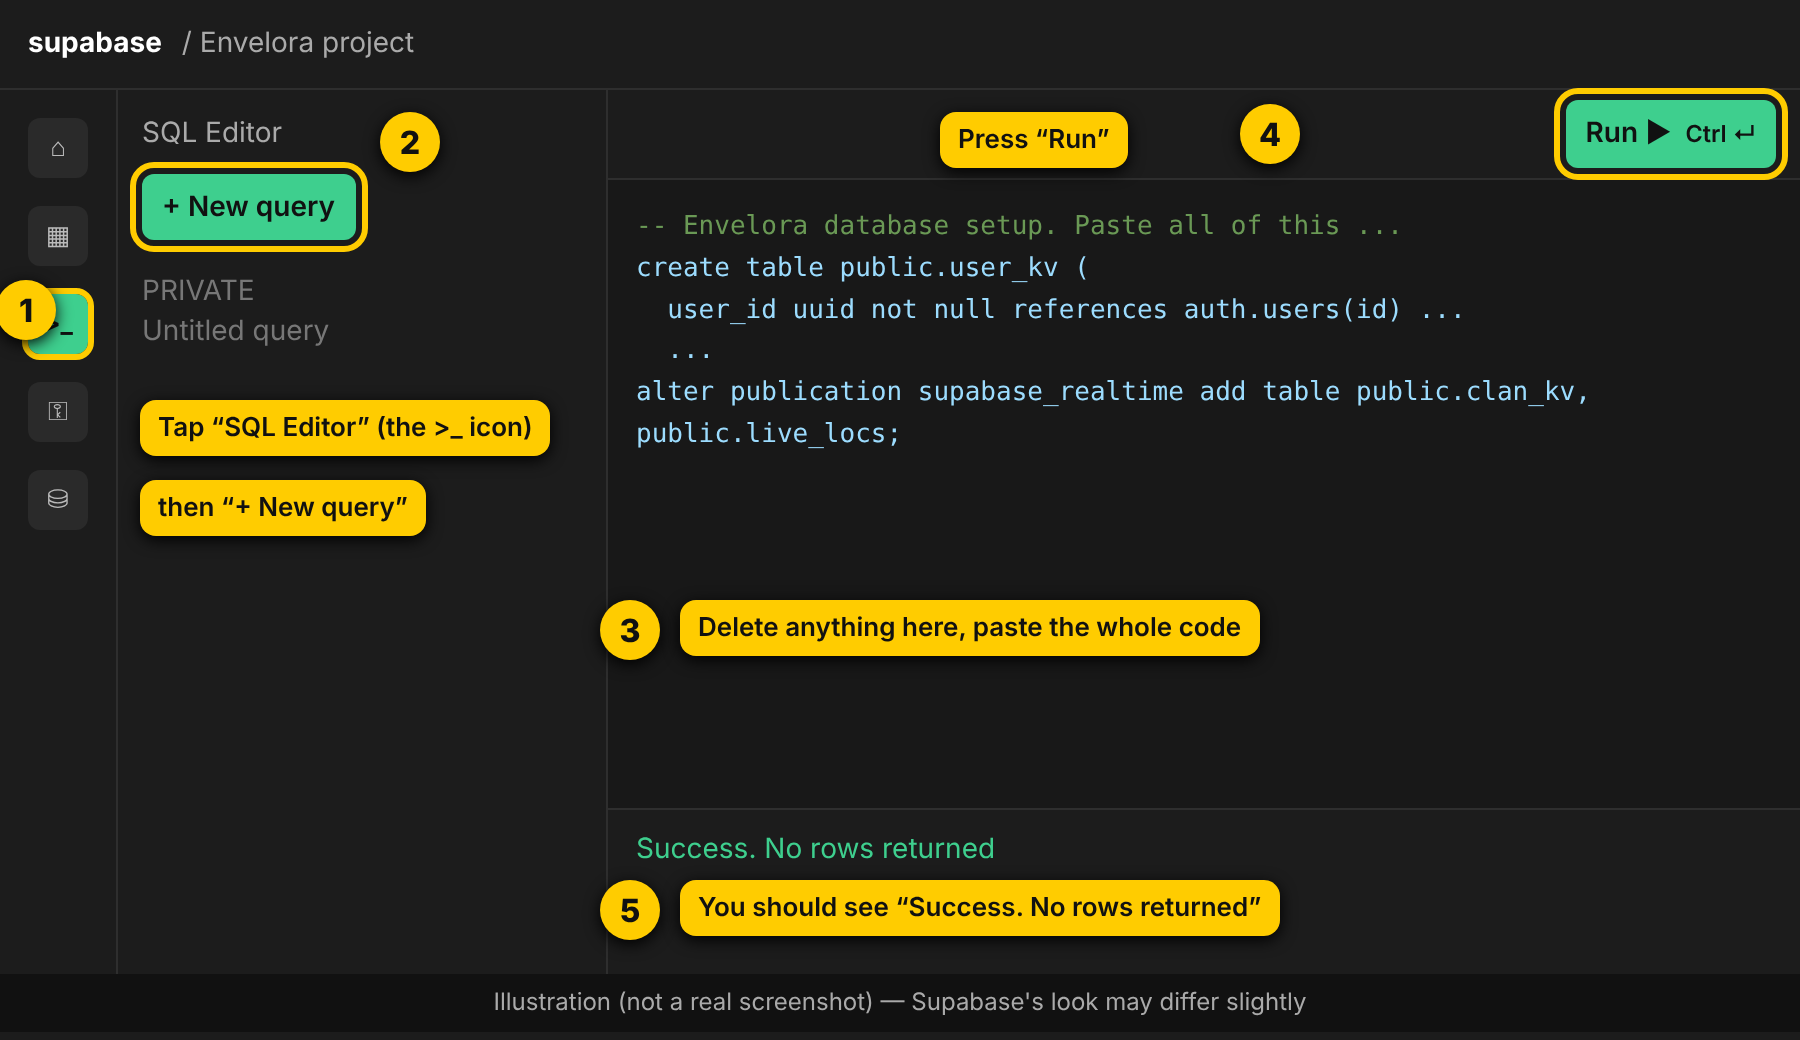 supabase / Envelora project
SQL Editor
2
+ New query
PRIVATE
Untitled query
1
>_
Tap “SQL Editor” (the >_ icon)
then “+ New query”
Press “Run”
4
Run ▶ Ctrl ↵
-- Envelora database setup. Paste all of this ...
create table public.user_kv (
  user_id uuid not null references auth.users(id) ...
  ...
alter publication supabase_realtime add table public.clan_kv,
public.live_locs;
3
Delete anything here, paste the whole code
Success. No rows returned
5
You should see “Success. No rows returned”
Illustration (not a real screenshot) — Supabase's look may differ slightly